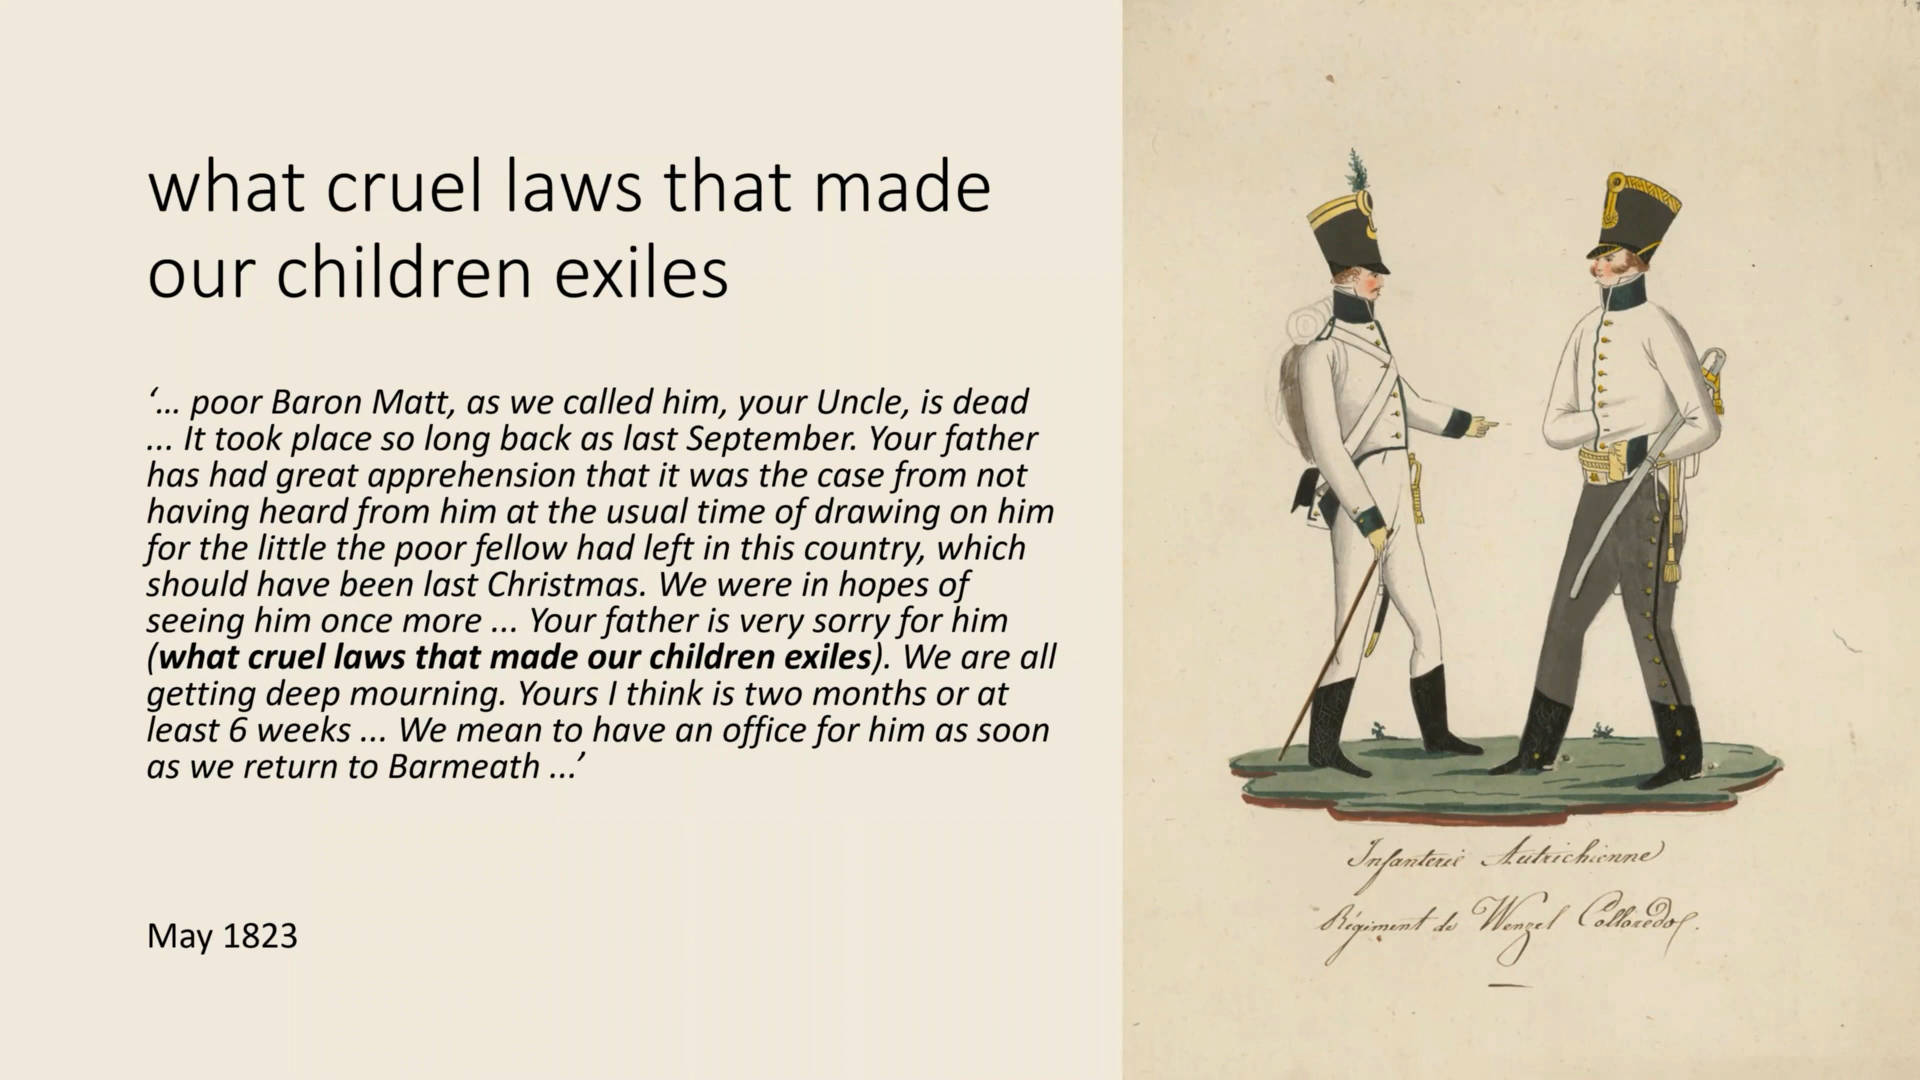 what cruel laws that made
our children exiles
‘... poor Baron Matt, as we called him, your Uncle, is dead
... It took place so long back as last September. Your father
has had great apprehension that it was the case from not
having heard from him at the usual time of drawing on him
for the little the poor fellow had left in this country, which
should have been last Christmas. We were in hopes of
seeing him once more ... Your father is very sorry for him
(what cruel laws that made our children exiles). We are all
getting deep mourning. Yours I think is two months or at
least 6 weeks ... We mean to have an office for him as soon
as we return to Barmeath ...’
May 1823
Infanterie Autrichienne
Régiment de Wenzel Colloredo.